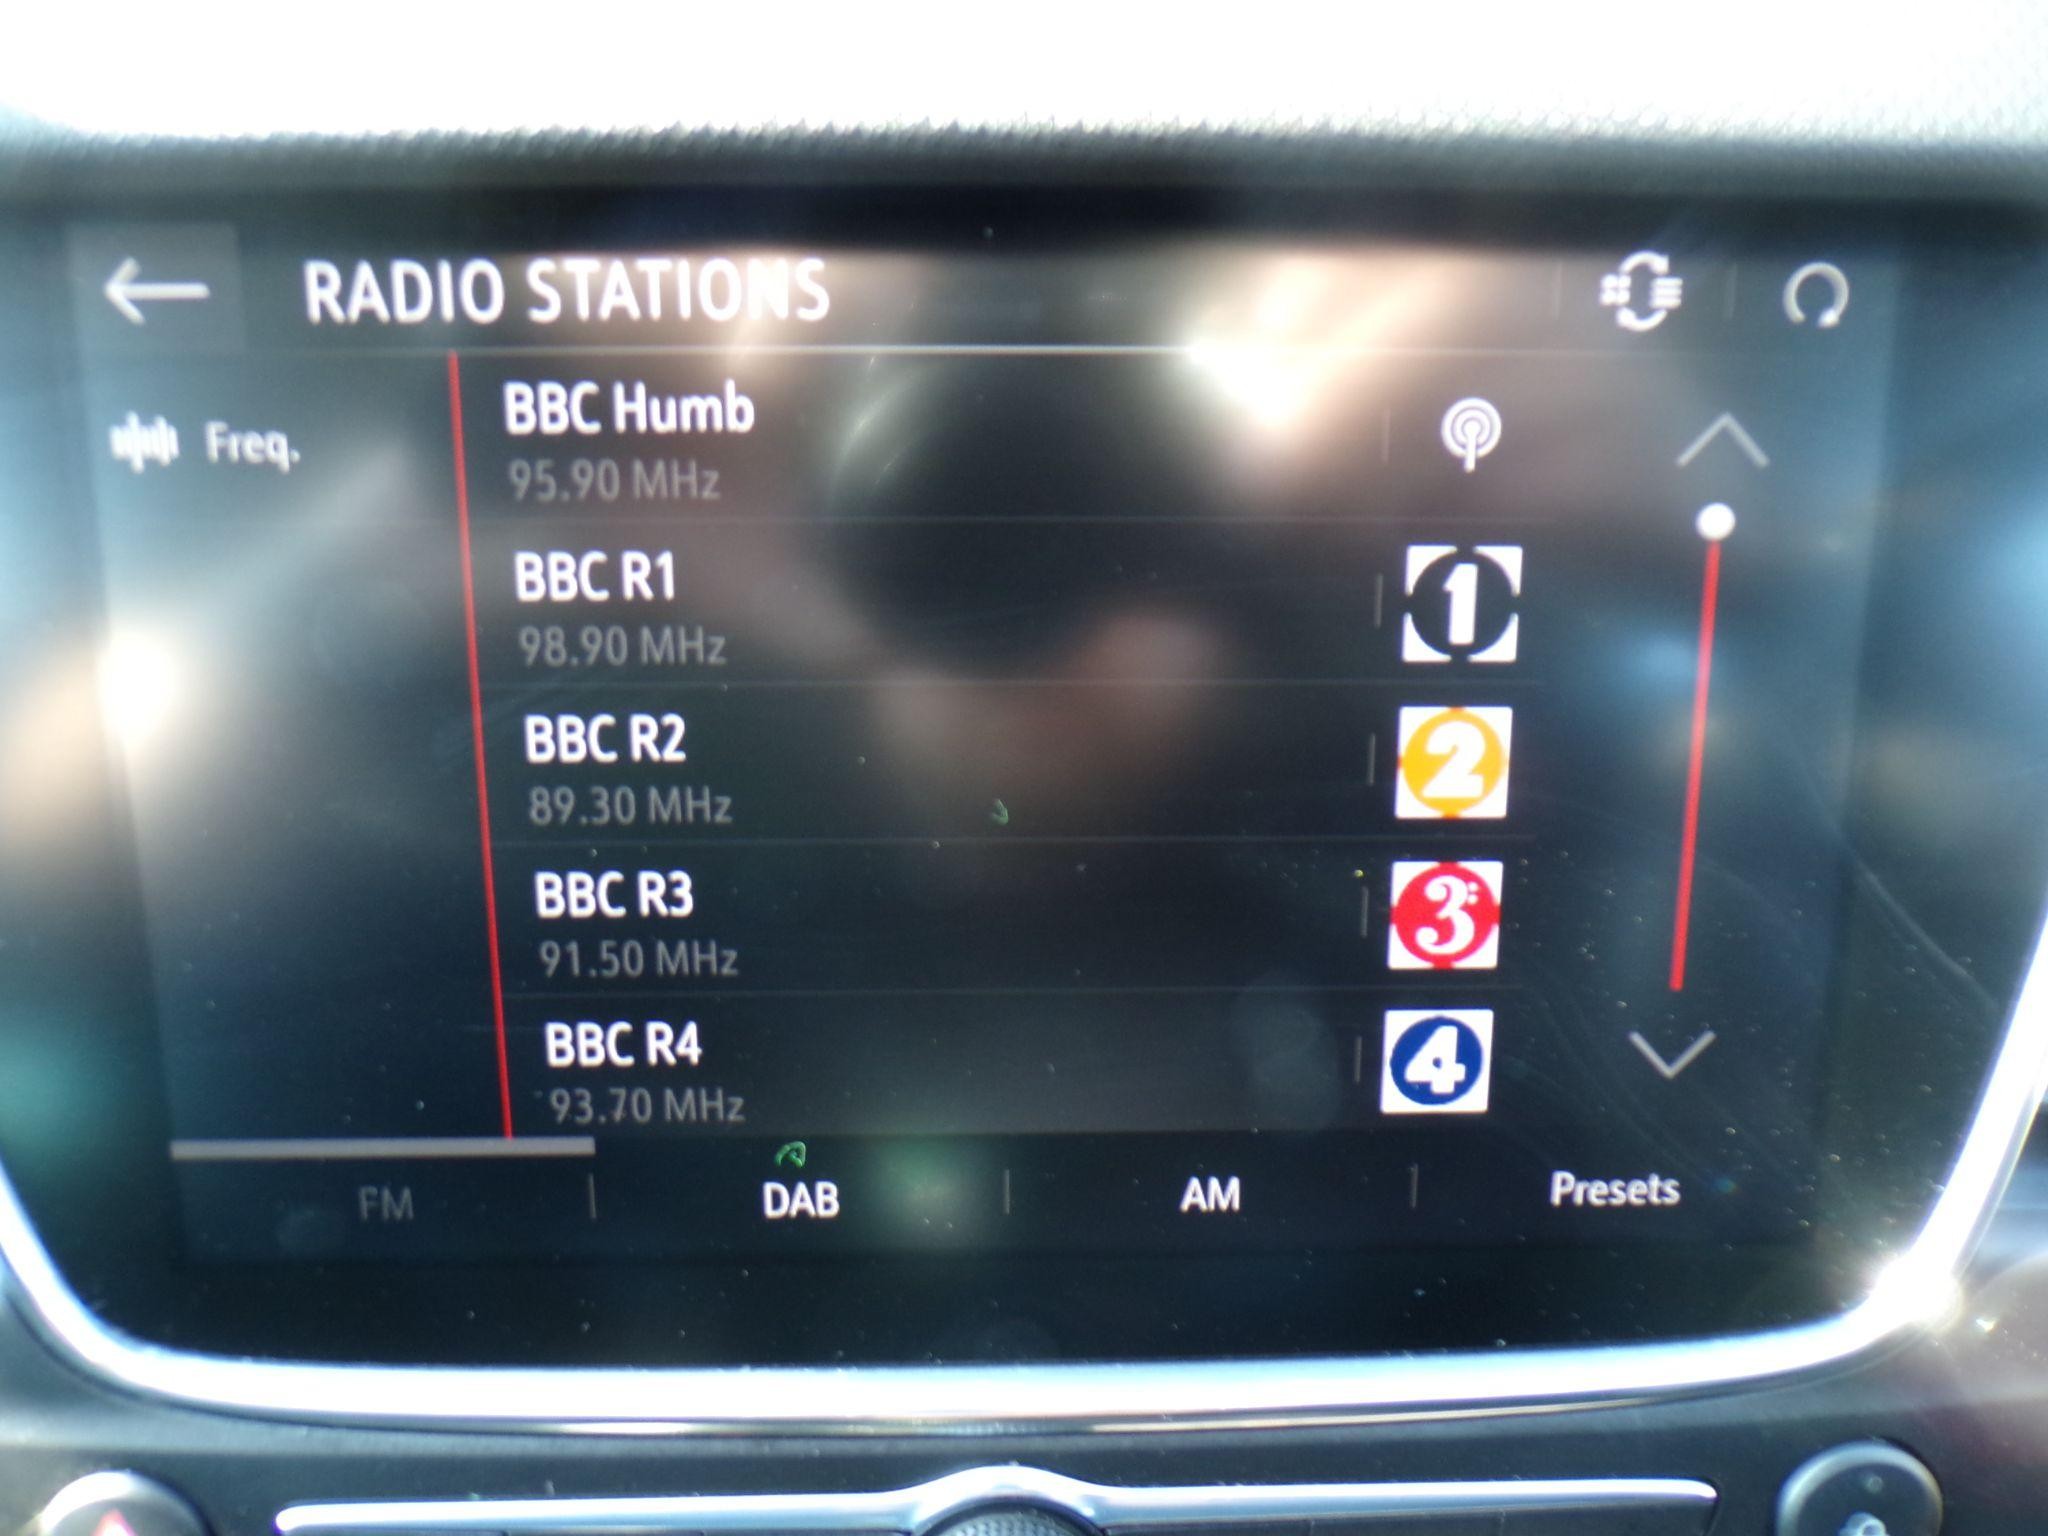 RADIO STATIONS
Freq.
BBC Humb
95.90 MHz
BBC R1
98.90 MHz
1
BBC R2
89.30 MHz
2
BBC R3
91.50 MHz
3
BBC R4
93.70 MHz
4
FM
DAB
AM
Presets